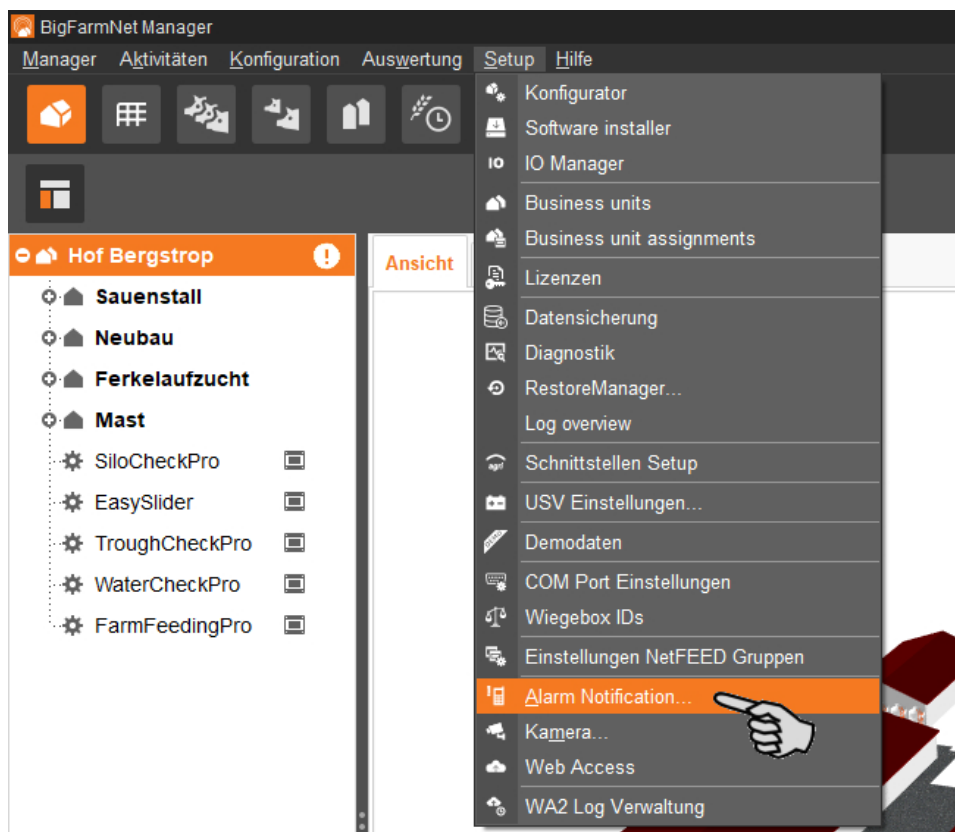 BigFarmNet Manager
Manager Aktivitäten Konfiguration Auswertung Setup Hilfe
Konfigurator
Software installer
IO IO Manager
Business units
Business unit assignments
Lizenzen
Datensicherung
Diagnostik
RestoreManager...
Log overview
agrf Schnittstellen Setup
USV Einstellungen...
DEMO Demodaten
COM Port Einstellungen
Wiegebox IDs
Einstellungen NetFEED Gruppen
Alarm Notification...
Kamera...
Web Access
WA2 Log Verwaltung
Hof Bergstrop
Sauenstall
Neubau
Ferkelaufzucht
Mast
SiloCheckPro
EasySlider
TroughCheckPro
WaterCheckPro
FarmFeedingPro
Ansicht